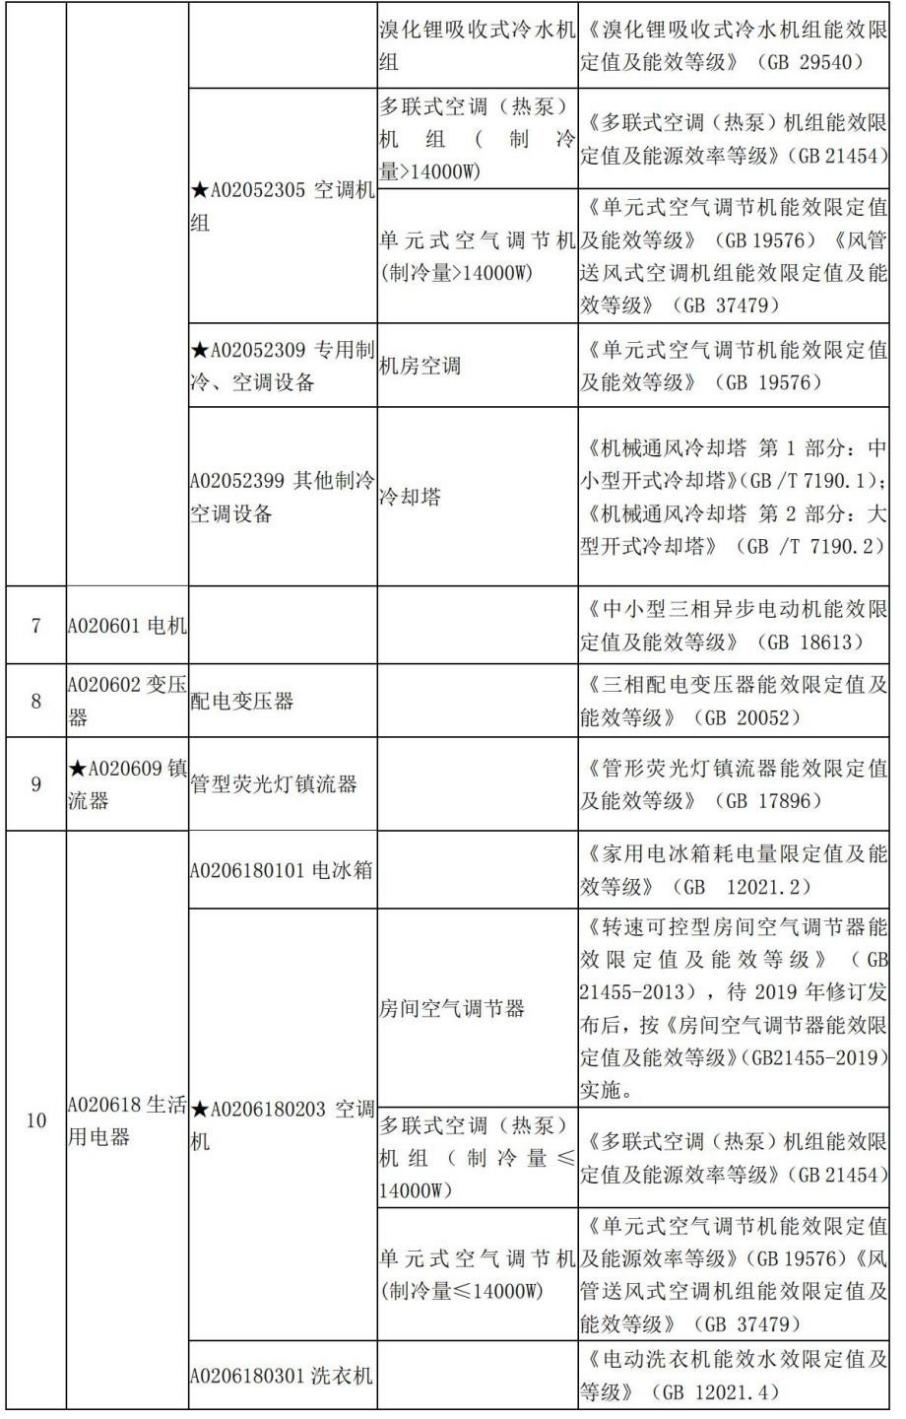 溴化锂吸收式冷水机
组
《溴化锂吸收式冷水机组能效限
定值及能效等级》（GB 29540）
★A02052305 空调机
组
多联式空调（热泵）
机组(制冷
量>14000W)
《多联式空调（热泵）机组能效限
定值及能源效率等级》（GB 21454）
单元式空气调节机
(制冷量>14000W)
《单元式空气调节机能效限定值
及能效等级》（GB 19576）《风管
送风式空调机组能效限定值及能
效等级》（GB 37479）
★A02052309 专用制
冷、空调设备
机房空调
《单元式空气调节机能效限定值
及能效等级》（GB 19576）
A02052399 其他制冷
空调设备
冷却塔
《机械通风冷却塔 第 1 部分：中
小型开式冷却塔》（GB /T 7190.1）；
《机械通风冷却塔 第 2 部分：大
型开式冷却塔》（GB /T 7190.2）
7
A020601 电机
《中小型三相异步电动机能效限
定值及能效等级》（GB 18613）
8
A020602 变压
器
配电变压器
《三相配电变压器能效限定值及
能效等级》（GB 20052）
9
★A020609 镇
流器
管型荧光灯镇流器
《管形荧光灯镇流器能效限定值
及能效等级》（GB 17896）
10
A020618 生活
用电器
A0206180101 电冰箱
《家用电冰箱耗电量限定值及能
效等级》（GB 12021.2）
★A0206180203 空调
机
房间空气调节器
《转速可控型房间空气调节器能
效限定值及能效等级》（GB
21455-2013），待 2019 年修订发
布后，按《房间空气调节器能效限
定值及能效等级》（GB21455-2019）
实施。
多联式空调（热泵）
机组（制冷量≤
14000W）
《多联式空调（热泵）机组能效限
定值及能源效率等级》（GB 21454）
单元式空气调节机
(制冷量≤14000W)
《单元式空气调节机能效限定值
及能源效率等级》（GB 19576）《风
管送风式空调机组能效限定值及
能效等级》（GB 37479）
A0206180301 洗衣机
《电动洗衣机能效水效限定值及
等级》（GB 12021.4）